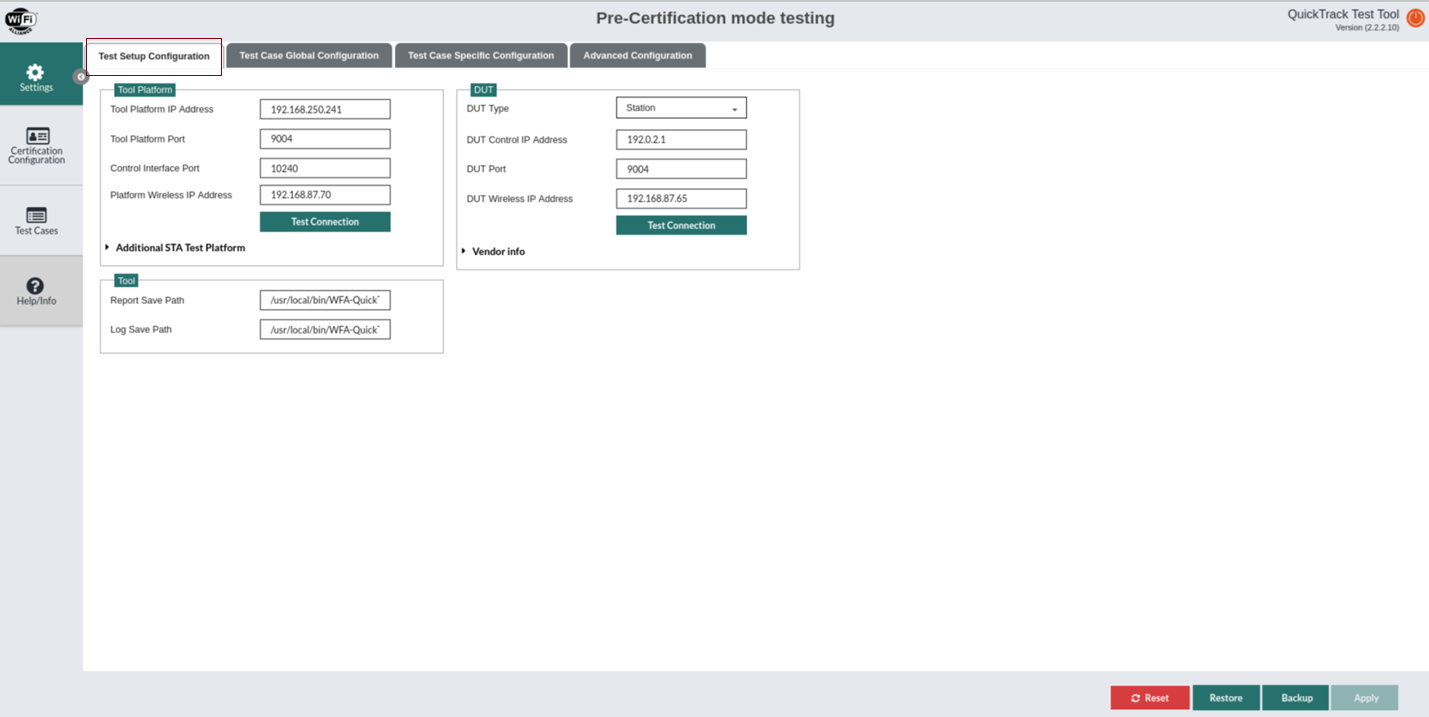 WiFi
ALLIANCE
Pre-Certification mode testing
QuickTrack Test Tool
Version (2.2.2.10)
Settings
Certification
Configuration
Test Cases
Help/Info
Test Setup Configuration
Test Case Global Configuration
Test Case Specific Configuration
Advanced Configuration
Tool Platform
Tool Platform IP Address 192.168.250.241
Tool Platform Port 9004
Control Interface Port 10240
Platform Wireless IP Address 192.168.87.70
Test Connection
Additional STA Test Platform
DUT
DUT Type Station
DUT Control IP Address 192.0.2.1
DUT Port 9004
DUT Wireless IP Address 192.168.87.65
Test Connection
Vendor info
Tool
Report Save Path /usr/local/bin/WFA-Quick
Log Save Path /usr/local/bin/WFA-Quick
Reset
Restore
Backup
Apply